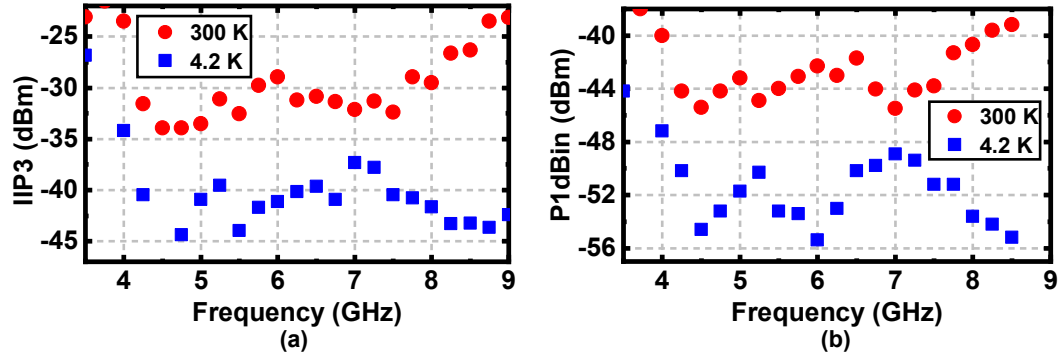 IIP3 (dBm)
-25
-30
-35
-40
-45
300 K
4.2 K
4 5 6 7 8 9
Frequency (GHz)
(a)
P1dBin (dBm)
-40
-44
-48
-52
-56
300 K
4.2 K
4 5 6 7 8 9
Frequency (GHz)
(b)